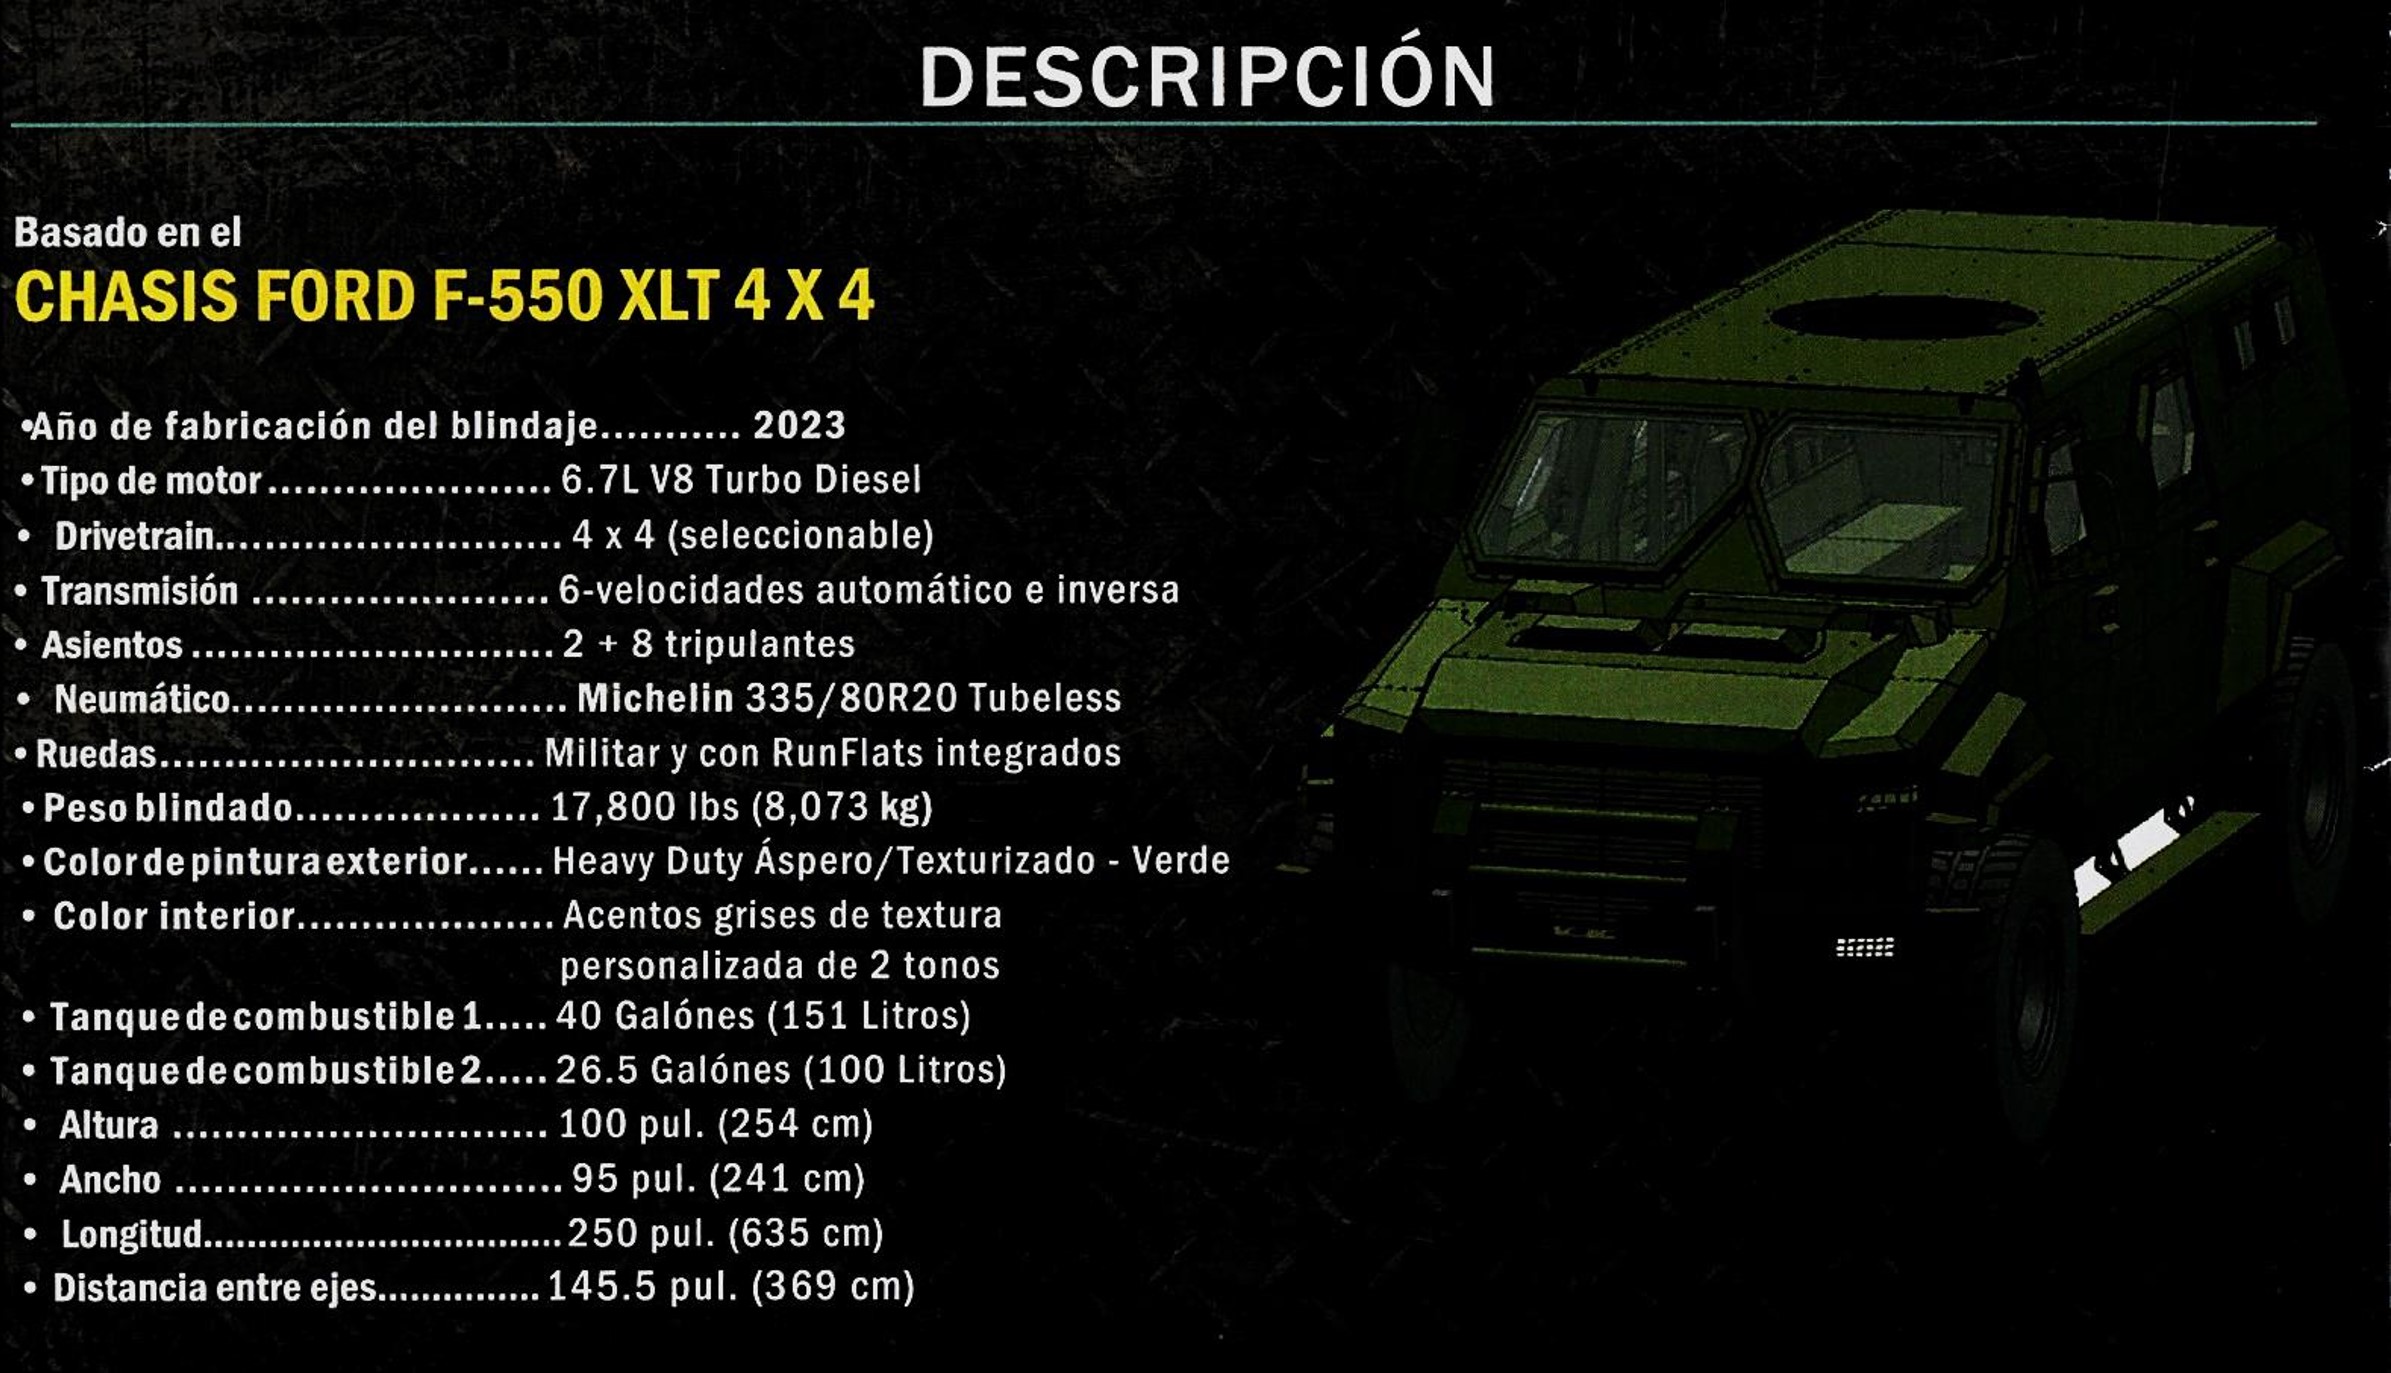 DESCRIPCIÓN
Basado en el
CHASIS FORD F-550 XLT 4 X 4
•Año de fabricación del blindaje........... 2023
•Tipo de motor...................... 6.7L V8 Turbo Diesel
• Drivetrain........................... 4 x 4 (seleccionable)
• Transmisión ....................... 6-velocidades automático e inversa
• Asientos ............................ 2 + 8 tripulantes
• Neumático.......................... Michelin 335/80R20 Tubeless
• Ruedas............................. Militar y con RunFlats integrados
• Peso blindado................... 17,800 lbs (8,073 kg)
• Color de pintura exterior...... Heavy Duty Áspero/Texturizado - Verde
• Color interior.................... Acentos grises de textura
personalizada de 2 tonos
• Tanque de combustible 1..... 40 Galónes (151 Litros)
• Tanque de combustible 2..... 26.5 Galónes (100 Litros)
• Altura ............................. 100 pul. (254 cm)
• Ancho .............................. 95 pul. (241 cm)
• Longitud................................. 250 pul. (635 cm)
• Distancia entre ejes............... 145.5 pul. (369 cm)